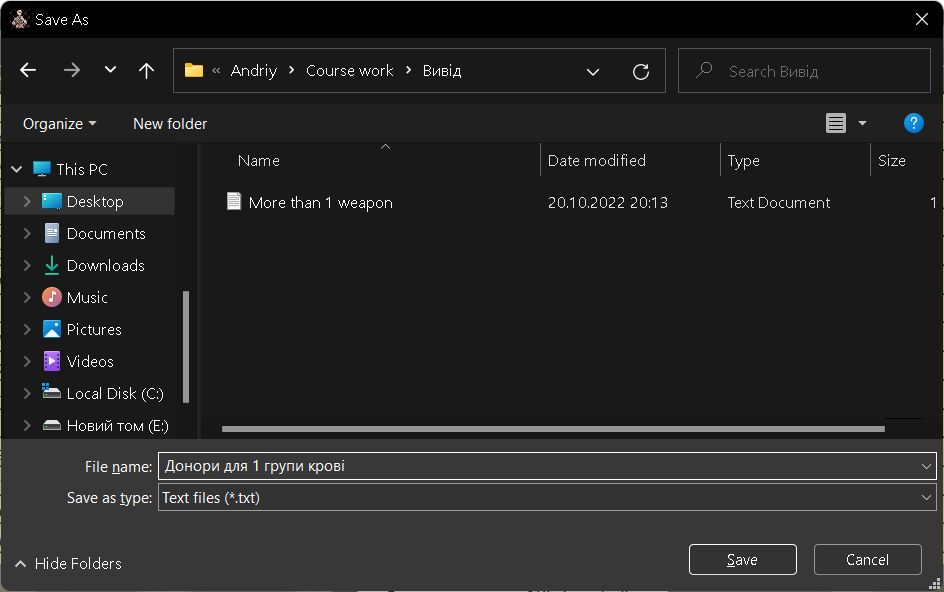 Save As
« Andriy › Course work › Вивід
Search Вивід
Organize
New folder
?
This PC
Desktop
Documents
Downloads
Music
Pictures
Videos
Local Disk (C:)
Новий том (E:)
Name Date modified Type Size
More than 1 weapon 20.10.2022 20:13 Text Document 1
File name: Донори для 1 групи крові
Save as type: Text files (*.txt)
Hide Folders
Save
Cancel